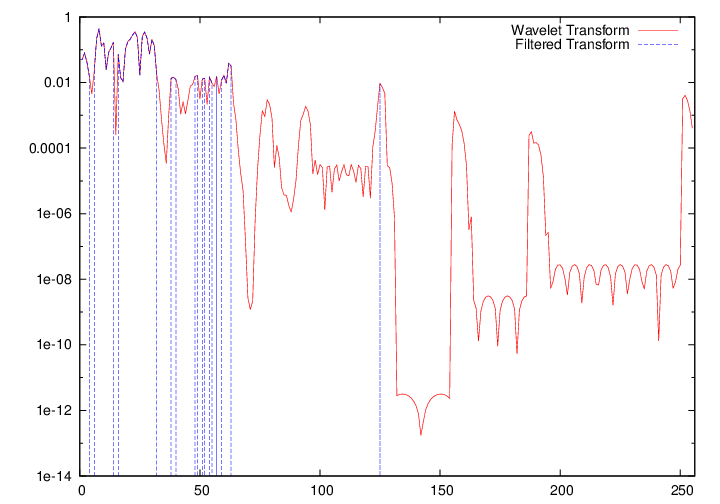 1
Wavelet Transform
Filtered Transform
0.01
0.0001
1e-06
1e-08
1e-10
1e-12
1e-14
0 50 100 150 200 250